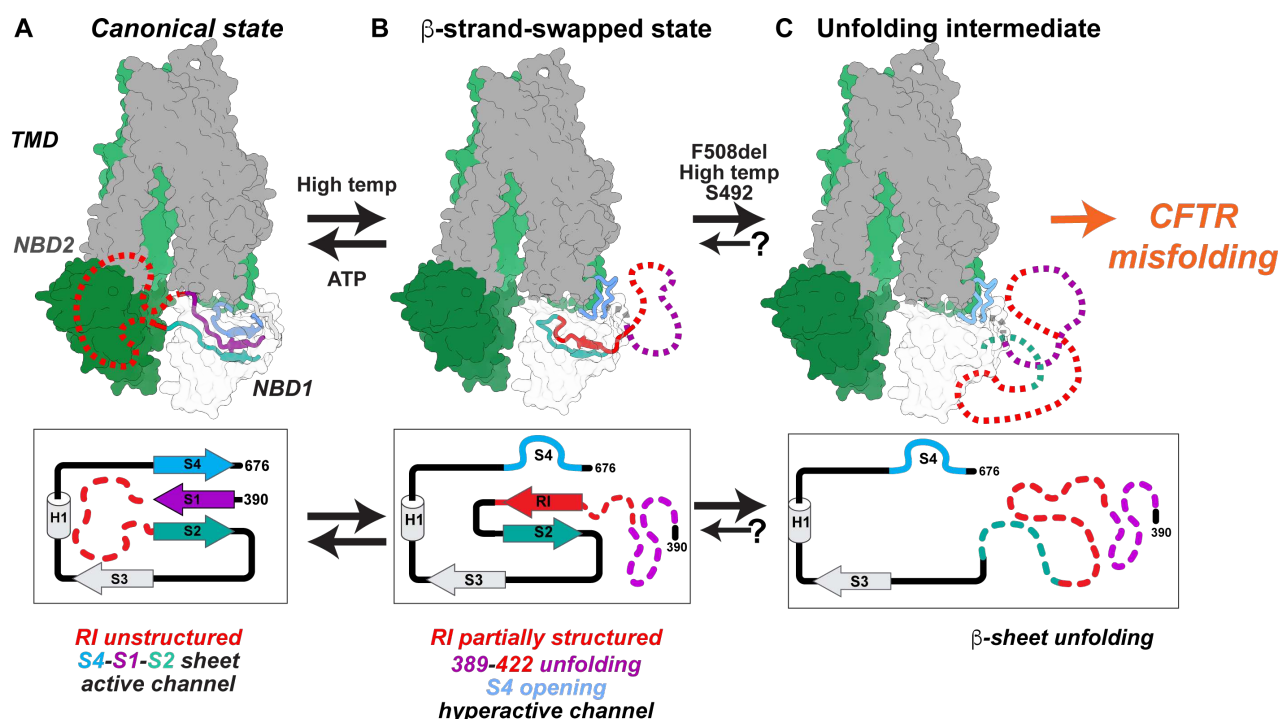 A Canonical state
B β-strand-swapped state
C Unfolding intermediate
TMD
NBD2
NBD1
High temp
ATP
F508del
High temp
S492
?
CFTR
misfolding
S4
676
S1
390
H1
S2
S3
S4
676
RI
H1
S2
390
S3
?
S4
676
H1
390
S3
RI unstructured
S4-S1-S2 sheet
active channel
RI partially structured
389-422 unfolding
S4 opening
hyperactive channel
β-sheet unfolding